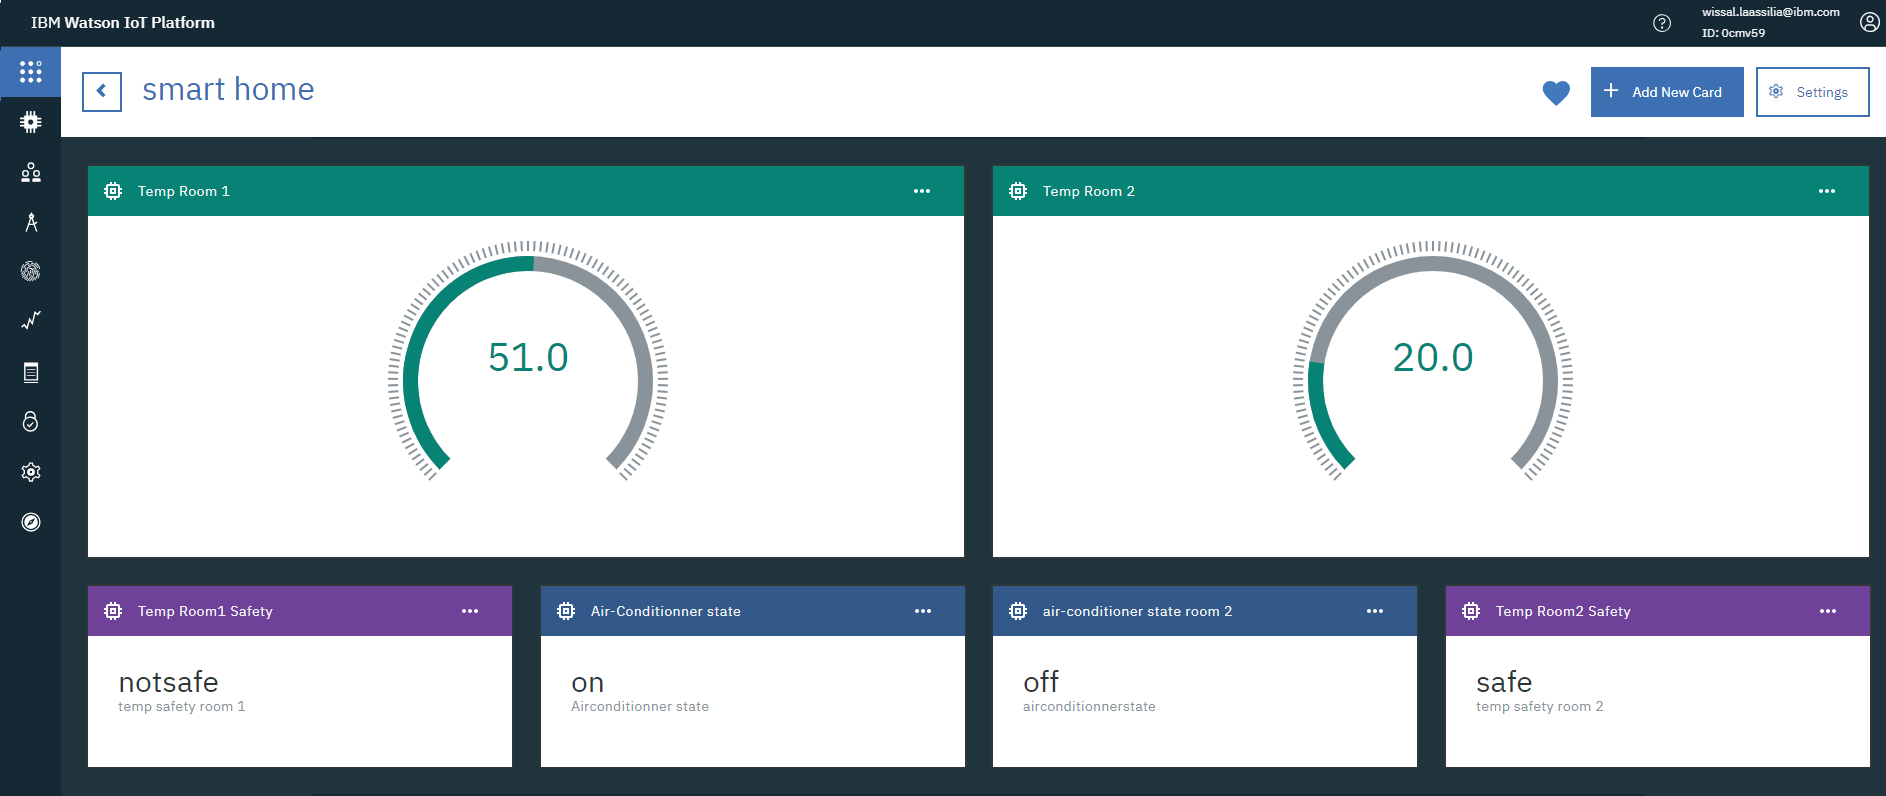 IBM Watson IoT Platform
wissal.laassilia@ibm.com
ID: 0cmv59
smart home
Add New Card
Settings
Temp Room 1
Temp Room 2
51.0
20.0
Temp Room1 Safety
Air-Conditionner state
air-conditioner state room 2
Temp Room2 Safety
notsafe
temp safety room 1
on
Airconditionner state
off
airconditionnerstate
safe
temp safety room 2